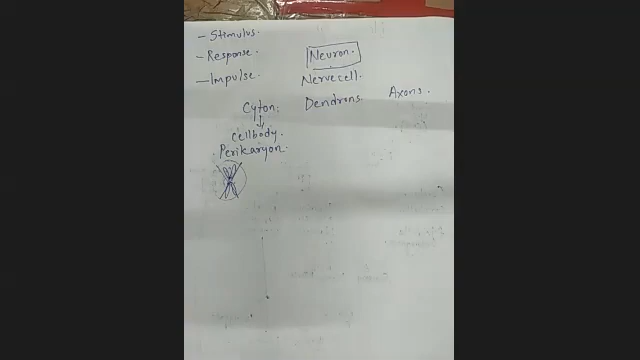 - Stimulus.
- Response.
Neuron.
- Impulse.
Nervecell.
Cyton.
Dendrons.
Axons.
cellbody.
Perikaryon.